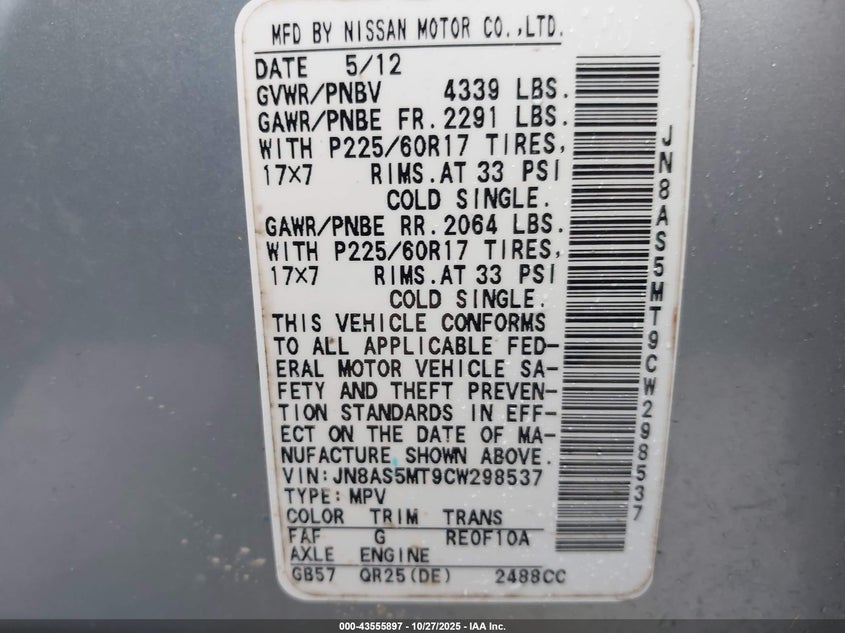 MFD BY NISSAN MOTOR CO.,LTD.
DATE 5/12
GVWR/PNBV 4339 LBS.
GAWR/PNBE FR. 2291 LBS.
WITH P225/60R17 TIRES,
17×7 RIMS. AT 33 PSI
COLD SINGLE.
GAWR/PNBE RR. 2064 LBS.
WITH P225/60R17 TIRES,
17×7 RIMS. AT 33 PSI
COLD SINGLE.
THIS VEHICLE CONFORMS
TO ALL APPLICABLE FED-
ERAL MOTOR VEHICLE SA-
FETY AND THEFT PREVEN-
TION STANDARDS IN EFF-
ECT ON THE DATE OF MA-
NUFACTURE SHOWN ABOVE.
VIN:JN8AS5MT9CW298537
TYPE: MPV
COLOR TRIM TRANS
FAF G RE0F10A
AXLE ENGINE
GB57 QR25(DE) 2488CC
JN8AS5MT9CW298537
000-43555897 - 10/27/2025 - IAA Inc.